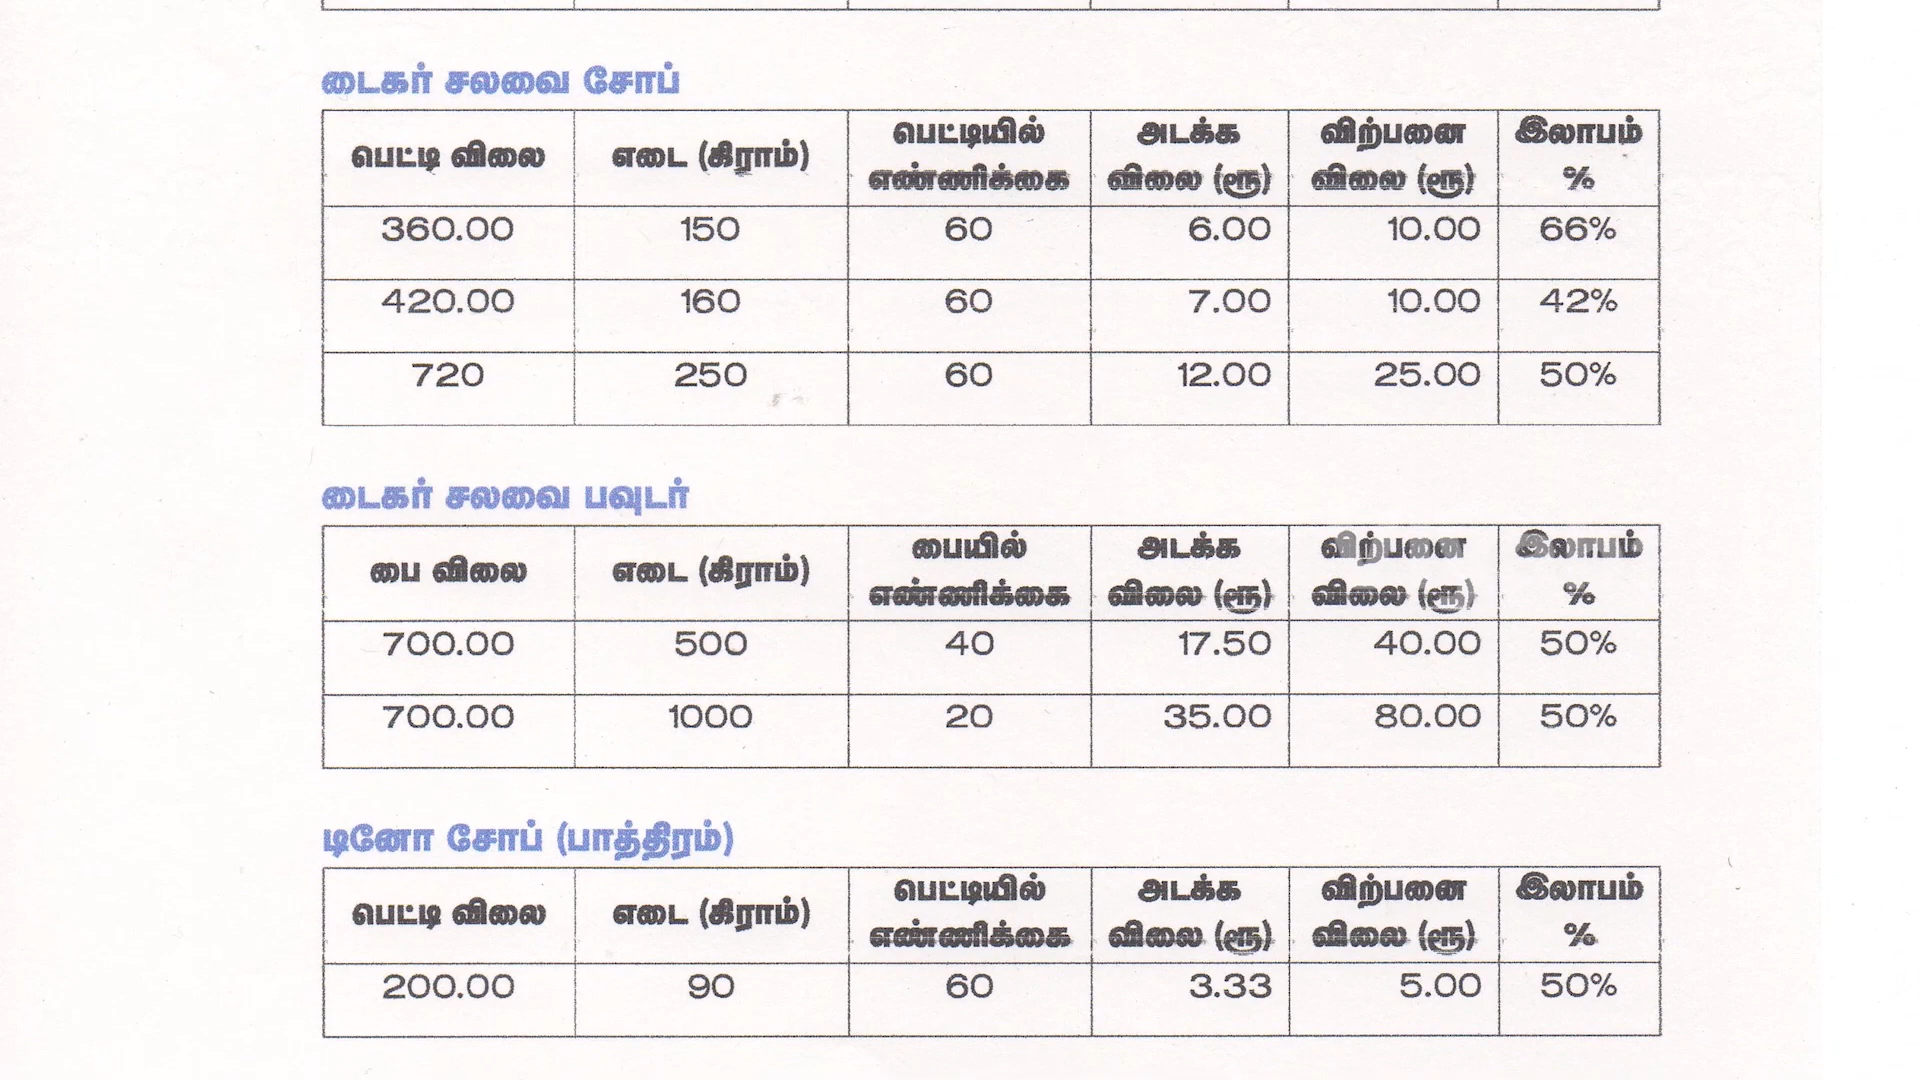 டைகர் சலவை சோப்
பெட்டி விலை எடை (கிராம்) பெட்டியில் எண்ணிக்கை அடக்க விலை (ரூ) விற்பனை விலை (ரூ) இலாபம் %
360.00 150 60 6.00 10.00 66%
420.00 160 60 7.00 10.00 42%
720 250 60 12.00 25.00 50%
டைகர் சலவை பவுடர்
பை விலை எடை (கிராம்) பையில் எண்ணிக்கை அடக்க விலை (ரூ) விற்பனை விலை (ரூ) இலாபம் %
700.00 500 40 17.50 40.00 50%
700.00 1000 20 35.00 80.00 50%
டினோ சோப் (பாத்திரம்)
பெட்டி விலை எடை (கிராம்) பெட்டியில் எண்ணிக்கை அடக்க விலை (ரூ) விற்பனை விலை (ரூ) இலாபம் %
200.00 90 60 3.33 5.00 50%